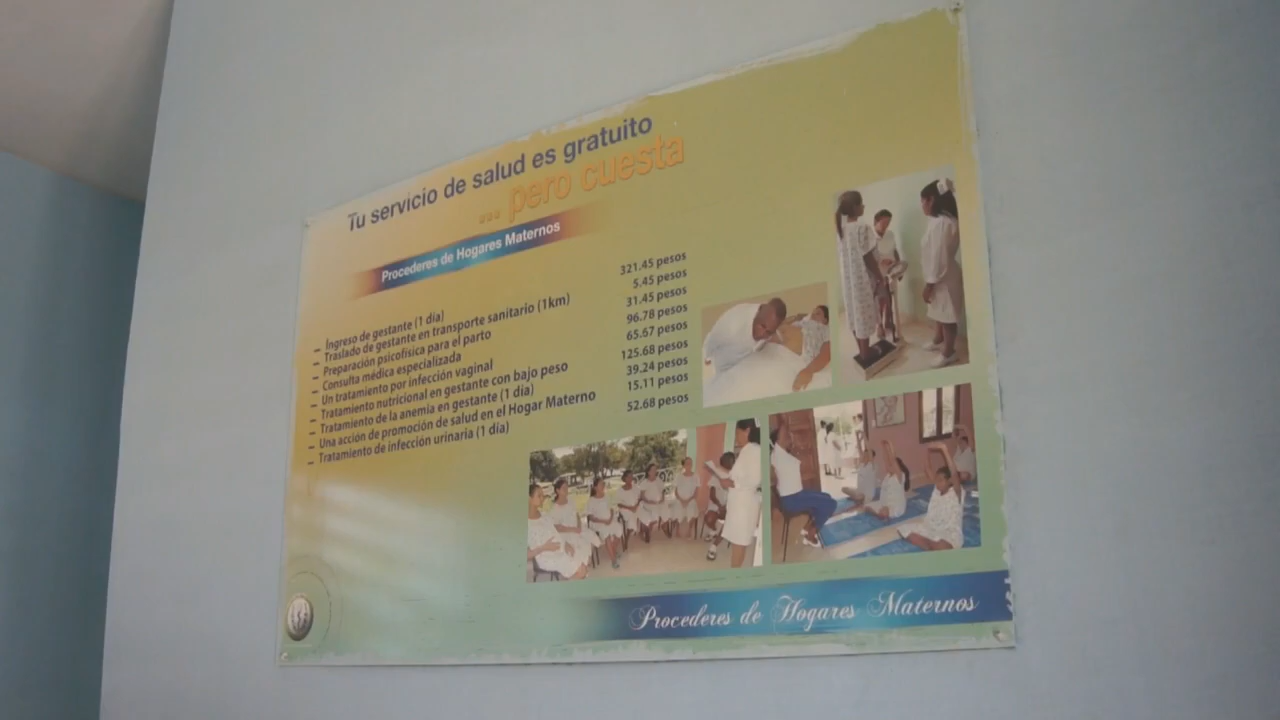 Tu servicio de salud es gratuito
... pero cuesta
Procederes de Hogares Maternos
- Ingreso de gestante (1 día) 321.45 pesos
- Traslado de gestante en transporte sanitario (1km) 5.45 pesos
- Preparación psicofísica para el parto 31.45 pesos
- Consulta médica especializada 96.78 pesos
- Un tratamiento por infección vaginal 65.67 pesos
- Tratamiento nutricional en gestante con bajo peso 125.68 pesos
- Tratamiento de la anemia en gestante (1 día) 39.24 pesos
- Una acción de promoción de salud en el Hogar Materno 15.11 pesos
- Tratamiento de infección urinaria (1 día) 52.68 pesos
Procederes de Hogares Maternos